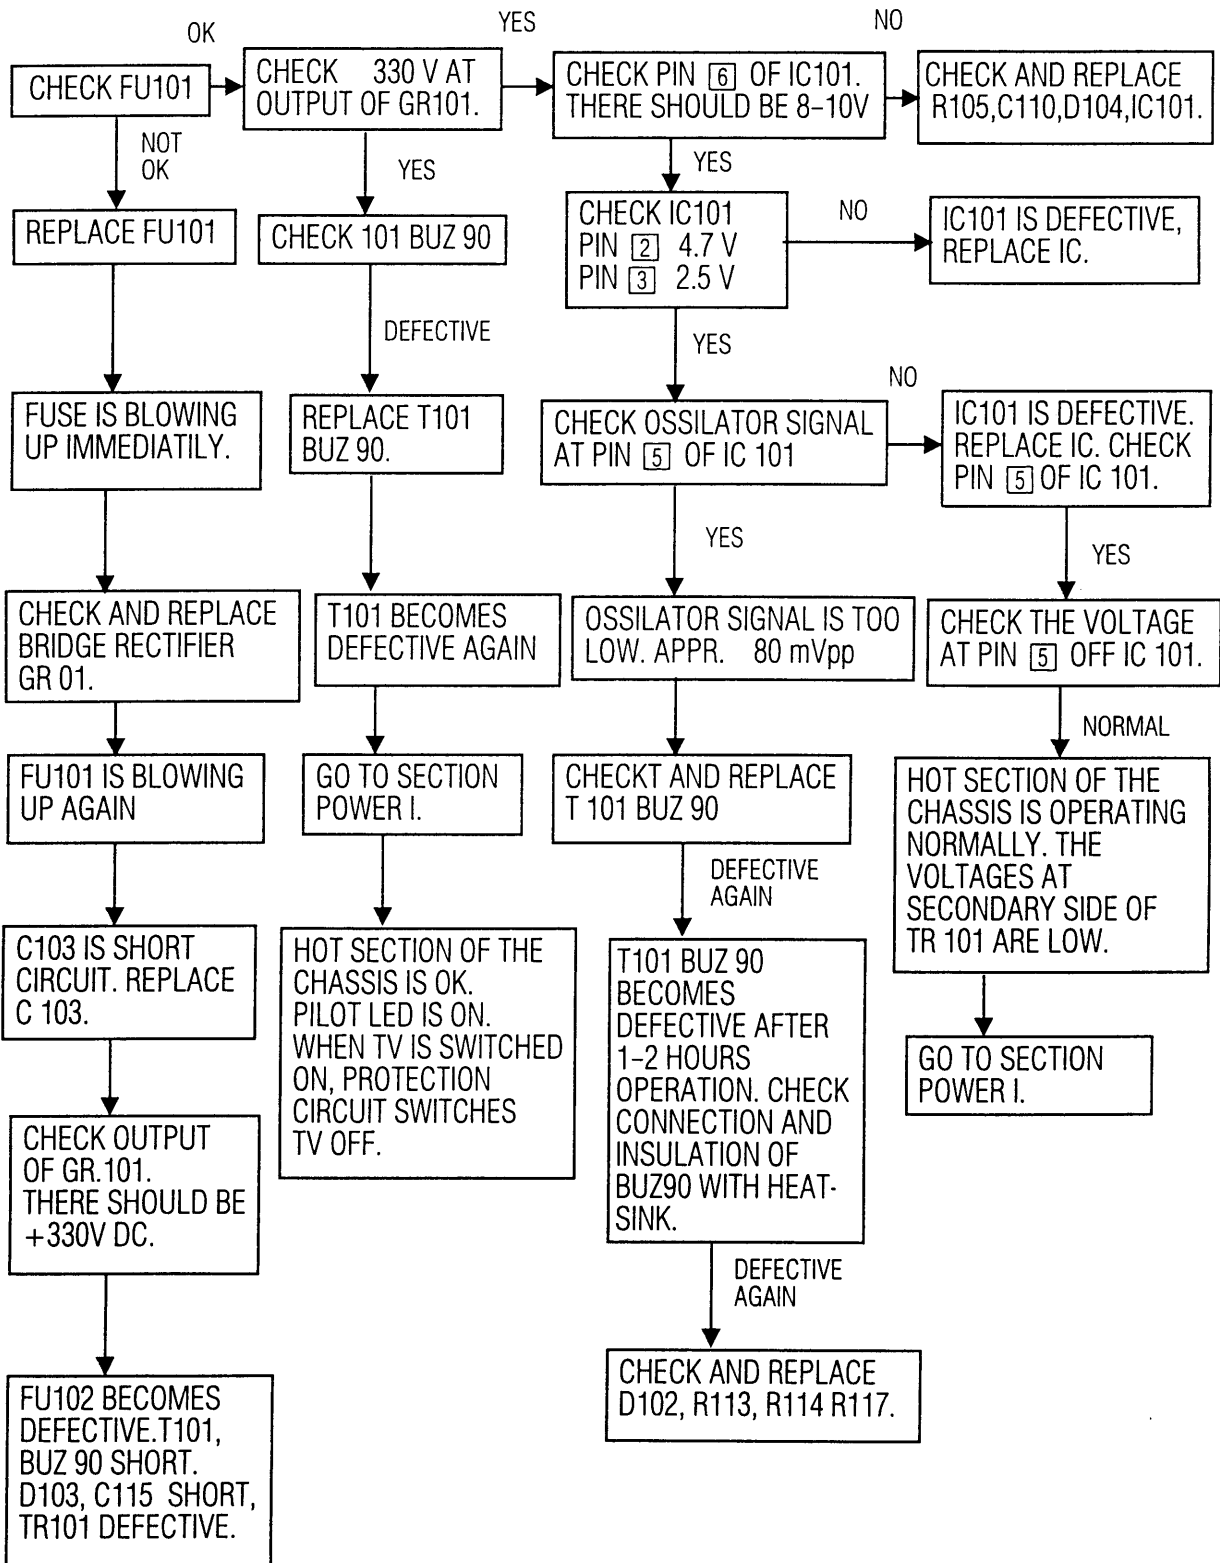 OK
YES
NO
CHECK FU101
CHECK 330 V AT
OUTPUT OF GR101.
CHECK PIN 6 OF IC101.
THERE SHOULD BE 8-10V
CHECK AND REPLACE
R105,C110,D104,IC101.
NOT
OK
YES
YES
REPLACE FU101
CHECK 101 BUZ 90
CHECK IC101
PIN 2 4.7 V
PIN 3 2.5 V
NO
IC101 IS DEFECTIVE,
REPLACE IC.
DEFECTIVE
YES
NO
FUSE IS BLOWING
UP IMMEDIATILY.
REPLACE T101
BUZ 90.
CHECK OSSILATOR SIGNAL
AT PIN 5 OF IC 101
IC101 IS DEFECTIVE.
REPLACE IC. CHECK
PIN 5 OF IC 101.
YES
YES
CHECK AND REPLACE
BRIDGE RECTIFIER
GR 01.
T101 BECOMES
DEFECTIVE AGAIN
OSSILATOR SIGNAL IS TOO
LOW. APPR. 80 mVpp
CHECK THE VOLTAGE
AT PIN 5 OFF IC 101.
NORMAL
FU101 IS BLOWING
UP AGAIN
GO TO SECTION
POWER I.
CHECKT AND REPLACE
T 101 BUZ 90
HOT SECTION OF THE
CHASSIS IS OPERATING
NORMALLY. THE
VOLTAGES AT
SECONDARY SIDE OF
TR 101 ARE LOW.
DEFECTIVE
AGAIN
C103 IS SHORT
CIRCUIT. REPLACE
C 103.
HOT SECTION OF THE
CHASSIS IS OK.
PILOT LED IS ON.
WHEN TV IS SWITCHED
ON, PROTECTION
CIRCUIT SWITCHES
TV OFF.
T101 BUZ 90
BECOMES
DEFECTIVE AFTER
1-2 HOURS
OPERATION. CHECK
CONNECTION AND
INSULATION OF
BUZ90 WITH HEAT-
SINK.
GO TO SECTION
POWER I.
CHECK OUTPUT
OF GR.101.
THERE SHOULD BE
+330V DC.
DEFECTIVE
AGAIN
FU102 BECOMES
DEFECTIVE.T101,
BUZ 90 SHORT.
D103, C115 SHORT,
TR101 DEFECTIVE.
CHECK AND REPLACE
D102, R113, R114 R117.